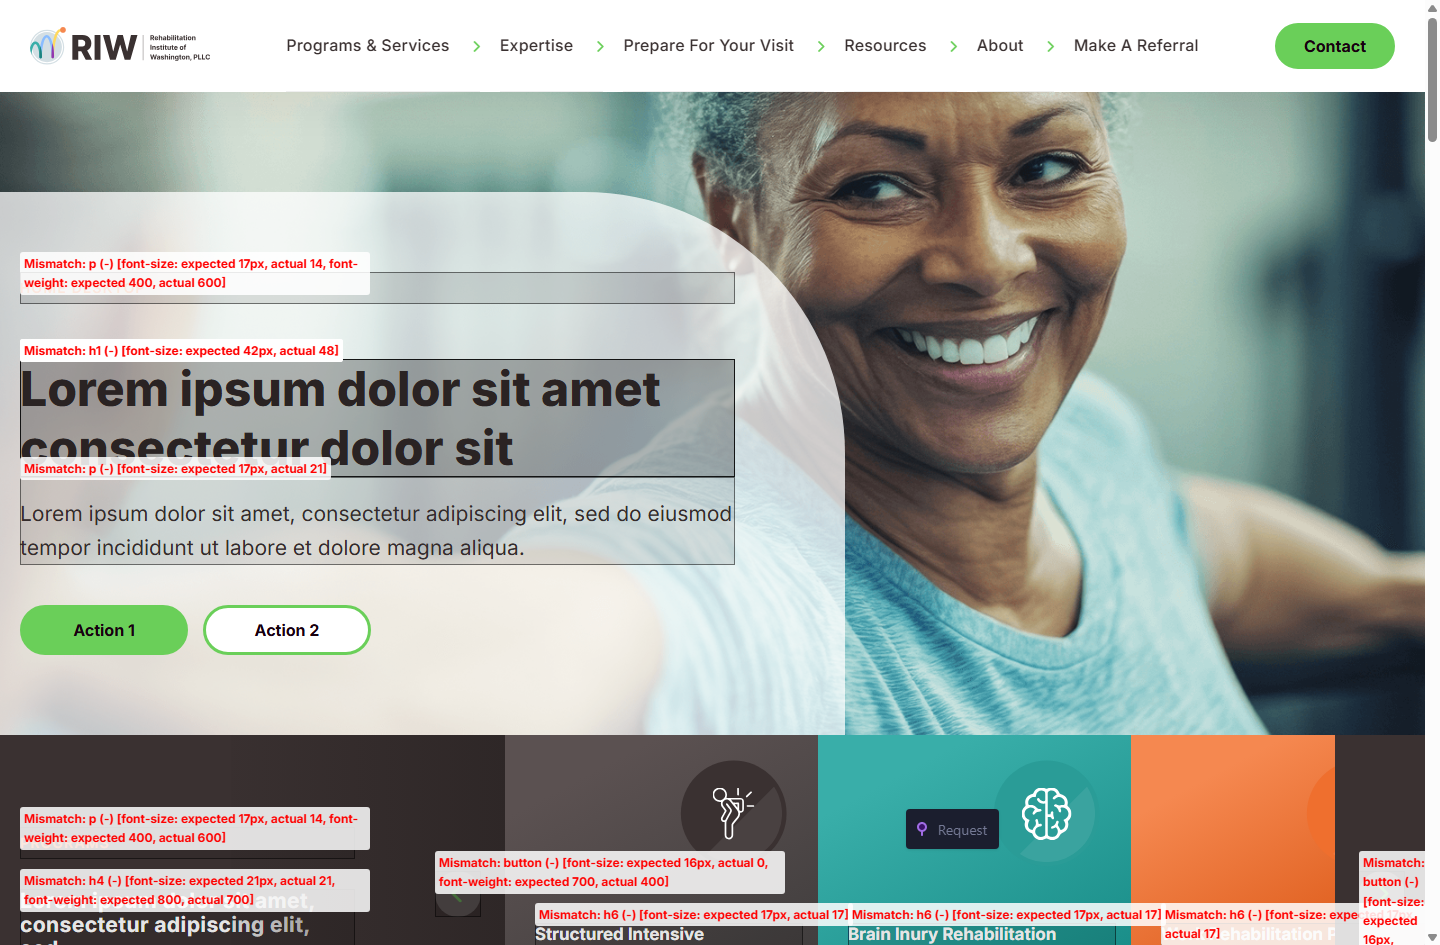 RIW
Rehabilitation
Institute of
Washington, PLLC
Programs & Services
Expertise
Prepare For Your Visit
Resources
About
Make A Referral
Contact
Mismatch: p (-) [font-size: expected 17px, actual 14, font-
weight: expected 400, actual 600]
Mismatch: h1 (-) [font-size: expected 42px, actual 48]
Lorem ipsum dolor sit amet
consectetur dolor sit
Mismatch: p (-) [font-size: expected 17px, actual 21]
Lorem ipsum dolor sit amet, consectetur adipiscing elit, sed do eiusmod
tempor incididunt ut labore et dolore magna aliqua.
Action 1
Action 2
Mismatch: p (-) [font-size: expected 17px, actual 14, font-
weight: expected 400, actual 600]
Mismatch: h4 (-) [font-size: expected 21px, actual 21,
font-weight: expected 800, actual 700]
Lorem ipsum dolor sit amet,
consectetur adipiscing elit,
sed
Mismatch: button (-) [font-size: expected 16px, actual 0,
font-weight: expected 700, actual 400]
Request
Mismatch: h6 (-) [font-size: expected 17px, actual 17]
Structured Intensive
Mismatch: h6 (-) [font-size: expected 17px, actual 17]
Brain Inury Rehabilitation
Mismatch: h6 (-) [font-size: expected 17px,
actual 17]
Rehabilitation
Mismatch:
button (-)
[font-size:
expected
16px,